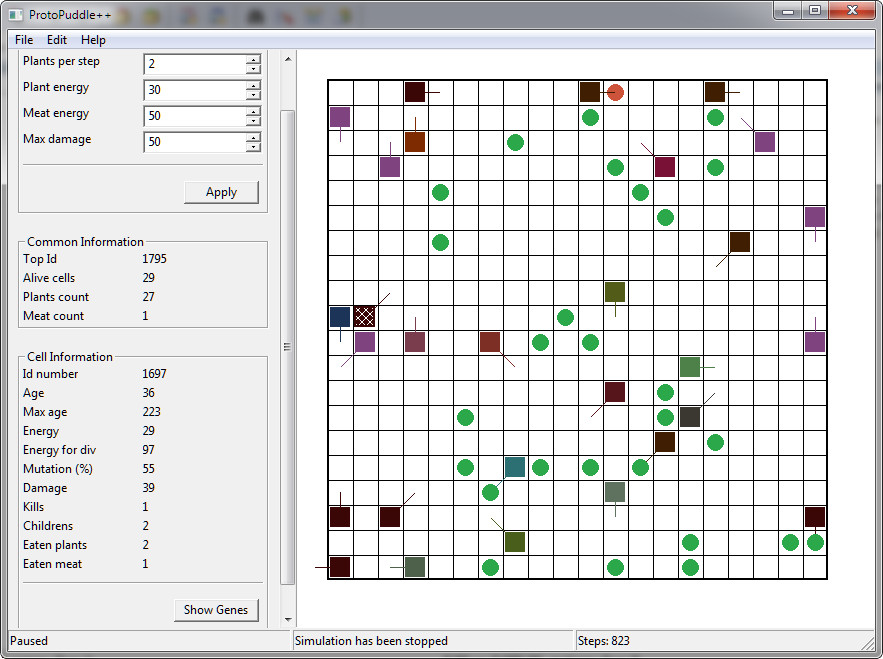 ProtoPuddle++
File Edit Help
Plants per step 2
Plant energy 30
Meat energy 50
Max damage 50
Apply
Common Information
Top Id 1795
Alive cells 29
Plants count 27
Meat count 1
Cell Information
Id number 1697
Age 36
Max age 223
Energy 29
Energy for div 97
Mutation (%) 55
Damage 39
Kills 1
Childrens 2
Eaten plants 2
Eaten meat 1
Show Genes
Paused Simulation has been stopped Steps: 823